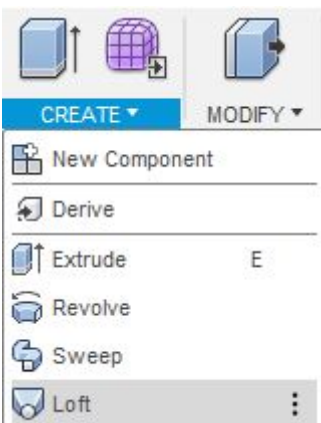 CREATE MODIFY
New Component
Derive
Extrude E
Revolve
Sweep
Loft